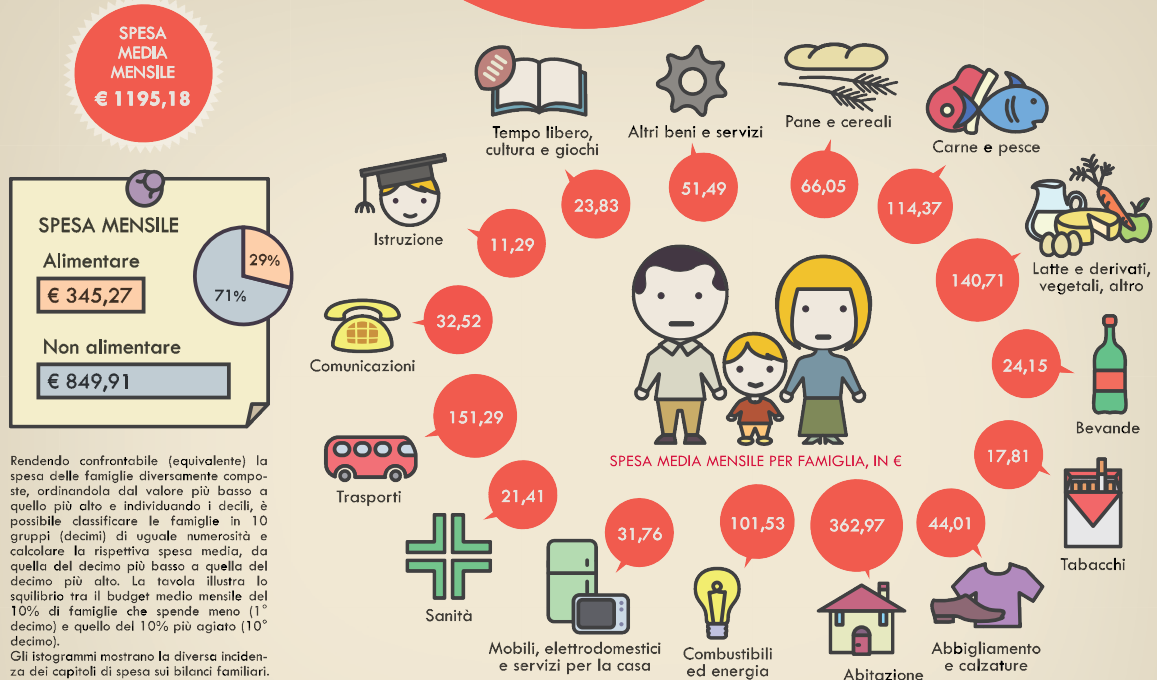 SPESA
MEDIA
MENSILE
€ 1195,18
SPESA MENSILE
Alimentare
€ 345,27
Non alimentare
€ 849,91
29%
71%
Rendendo confrontabile (equivalente) la
spesa delle famiglie diversamente compo-
ste, ordinandola dal valore più basso a
quello più alto e individuando i decili, è
possibile classificare le famiglie in 10
gruppi (decimi) di uguale numerosità e
calcolare la rispettiva spesa media, da
quella del decimo più basso a quella del
decimo più alto. La tavola illustra lo
squilibrio tra il budget medio mensile del
10% di famiglie che spende meno (1°
decimo) e quello del 10% più agiato (10°
decimo).
Gli istogrammi mostrano la diversa inciden-
za dei capitoli di spesa sui bilanci familiari.
Tempo libero,
cultura e giochi
23,83
Altri beni e servizi
51,49
Pane e cereali
66,05
Carne e pesce
114,37
Latte e derivati,
vegetali, altro
140,71
Bevande
24,15
Tabacchi
17,81
Abbigliamento
e calzature
44,01
Abitazione
362,97
Combustibili
ed energia
101,53
Mobili, elettrodomestici
e servizi per la casa
31,76
Sanità
21,41
Trasporti
151,29
Comunicazioni
32,52
Istruzione
11,29
SPESA MEDIA MENSILE PER FAMIGLIA, IN €